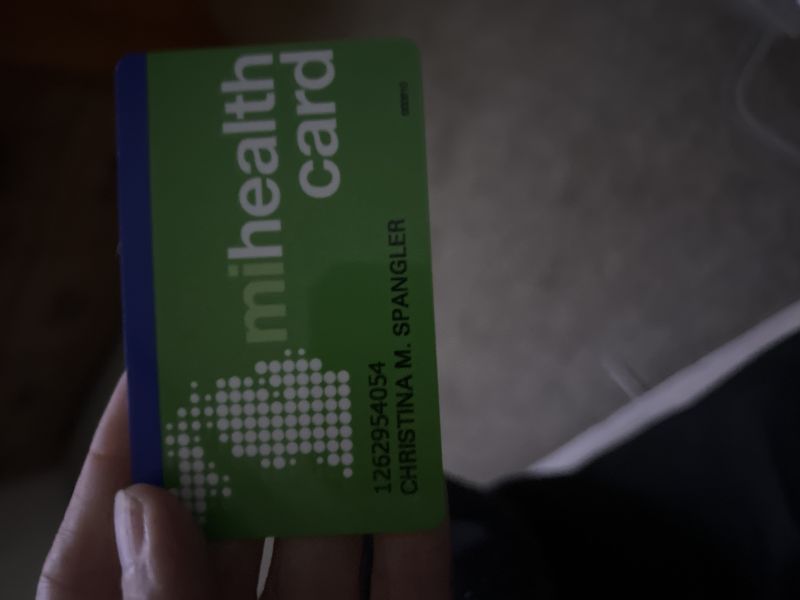 mihealth
card
1262954054
CHRISTINA M. SPANGLER